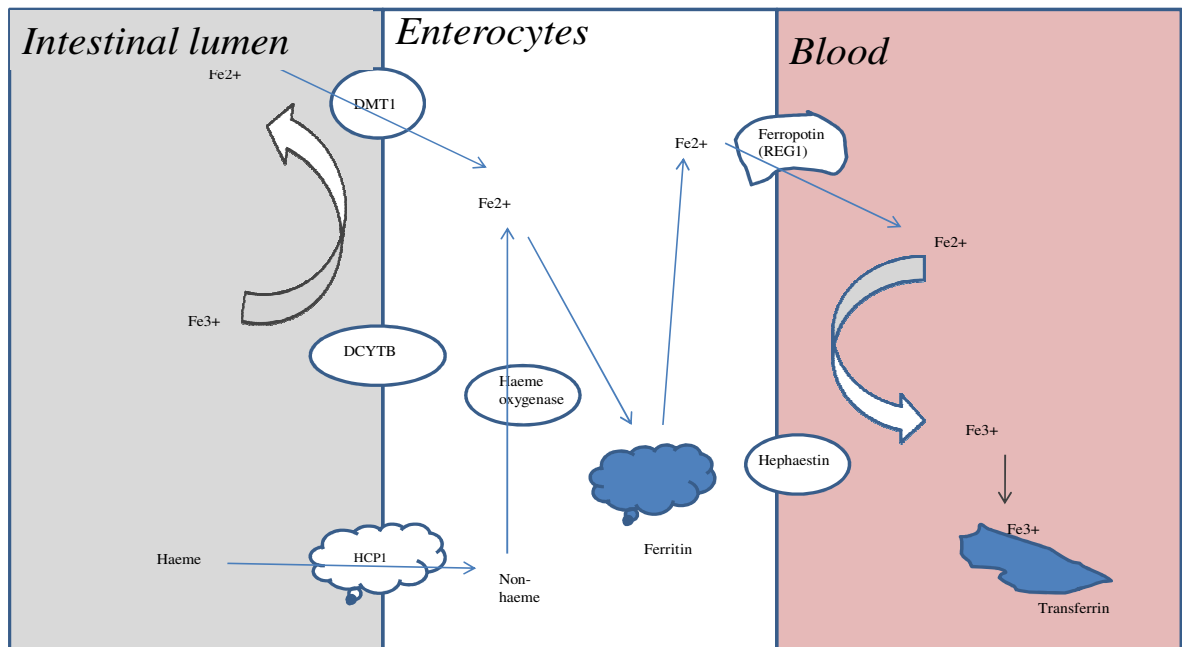 Intestinal lumen
Enterocytes
Blood
Fe2+
DMT1
Fe2+
Fe3+
DCYTB
Haeme
oxygenase
Haeme
HCP1
Non-
haeme
Ferritin
Fe2+
Ferropotin
(REG1)
Fe2+
Hephaestin
Fe3+
Fe3+
Transferrin